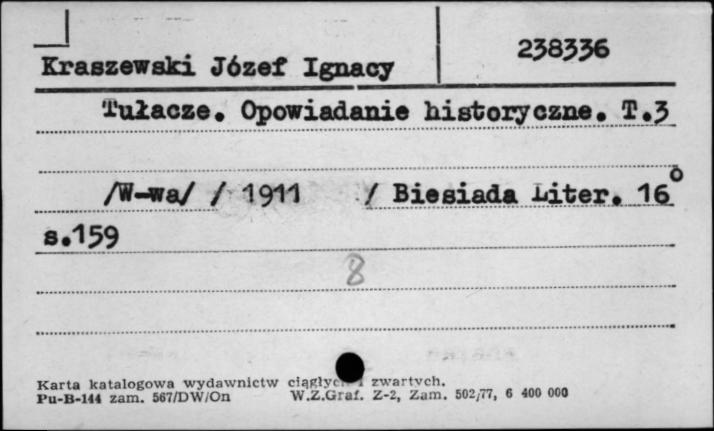 Kraszewski Józef Ignacy
238336
Tułacze. Opowiadanie historyczne. T.3
/W-wa/ / 1911 / Biesiada Liter. 16°
s.159
8
Karta katalogowa wydawnictw ciągłych i zwartych.
Pu-B-144 zam. 567/DW/On W.Z.Graf. Z-2, Zam. 502/77, 6 400 000